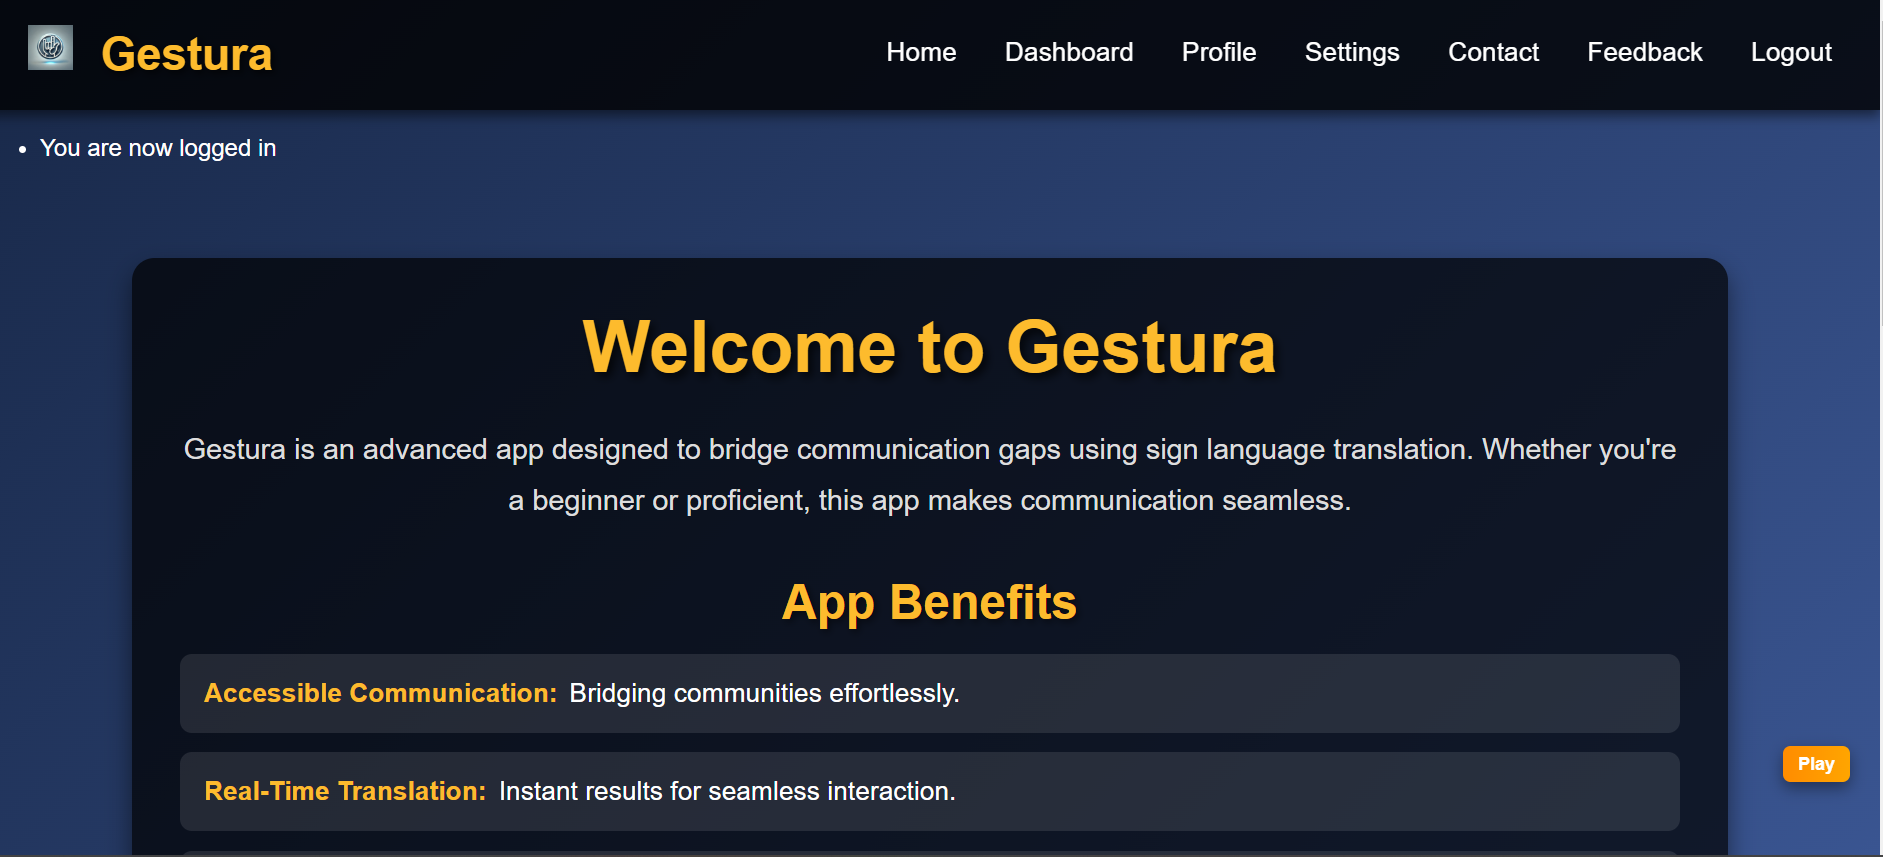 Gestura
Home Dashboard Profile Settings Contact Feedback Logout
• You are now logged in
Welcome to Gestura
Gestura is an advanced app designed to bridge communication gaps using sign language translation. Whether you're
a beginner or proficient, this app makes communication seamless.
App Benefits
Accessible Communication: Bridging communities effortlessly.
Real-Time Translation: Instant results for seamless interaction.
Play